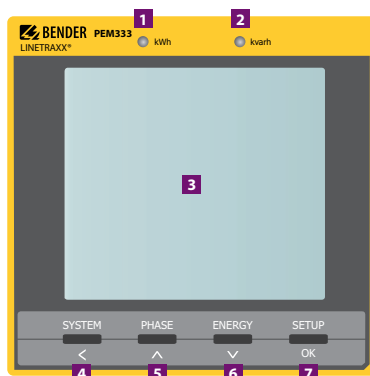 1 2
BENDER PEM333
LINETRAXX®
kWh kvarh
3
SYSTEM PHASE ENERGY SETUP
< ∧ ∨ OK
4 5 6 7